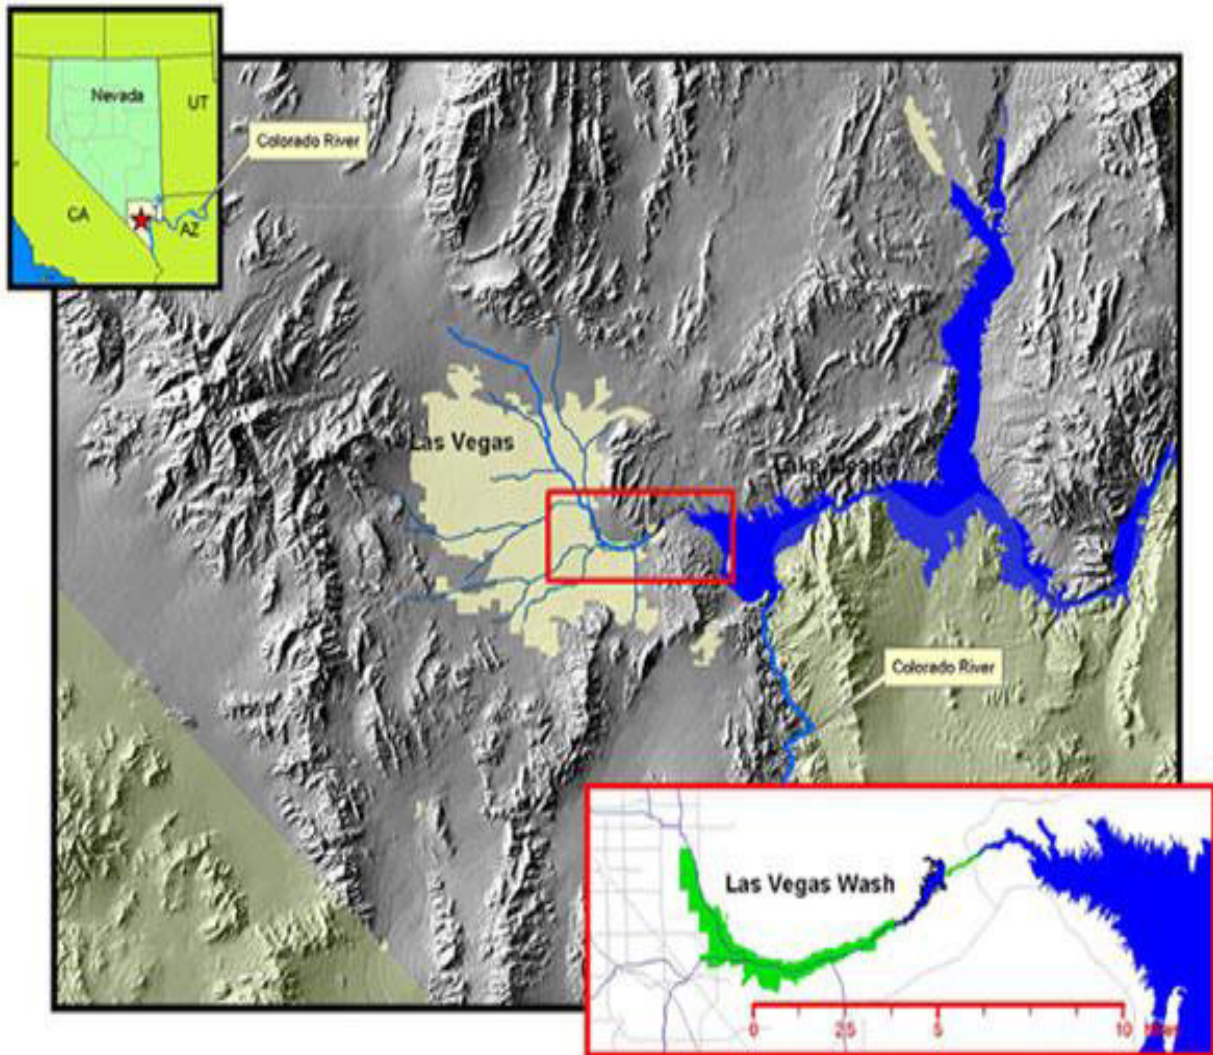 Nevada
UT
Colorado River
CA
AZ
Las Vegas
Lake Mead
Colorado River
Las Vegas Wash
0 2.5 5 10 Miles